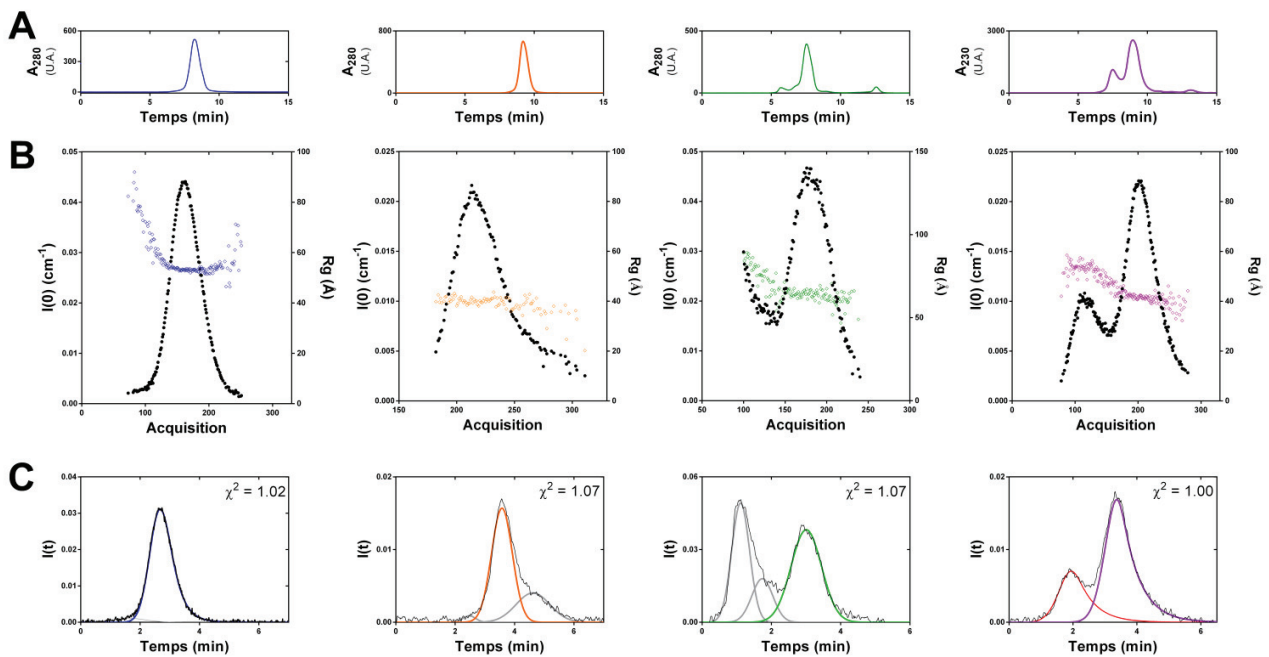 A
A280
(U.A.)
600
300
0
0 5 10 15
Temps (min)
A280
(U.A.)
800
0
0 5 10 15
Temps (min)
A280
(U.A.)
500
0
0 5 10 15
Temps (min)
A230
(U.A.)
3000
0
0 5 10 15
Temps (min)
B
I(0) (cm-1)
0.05
0.04
0.03
0.02
0.01
0.00
0 100 200 300
Acquisition
100
80
60
40
20
0
Rg (Å)
I(0) (cm-1)
0.025
0.020
0.015
0.010
0.005
0.000
150 200 250 300
Acquisition
100
80
60
40
20
0
Rg (Å)
I(0) (cm-1)
0.05
0.04
0.03
0.02
0.01
0.00
50 100 150 200 250
Acquisition
150
100
50
0
Rg (Å)
I(0) (cm-1)
0.025
0.020
0.015
0.010
0.005
0.000
0 100 200 300
Acquisition
100
80
60
40
20
0
Rg (Å)
C
I(t)
0.04
0.03
0.02
0.01
0.00
χ2 = 1.02
0 2 4 6
Temps (min)
I(t)
0.02
0.01
0.00
χ2 = 1.07
0 2 4 6
Temps (min)
I(t)
0.06
0.03
0.00
χ2 = 1.07
0 2 4 6
Temps (min)
I(t)
0.02
0.01
0.00
χ2 = 1.00
0 2 4 6
Temps (min)